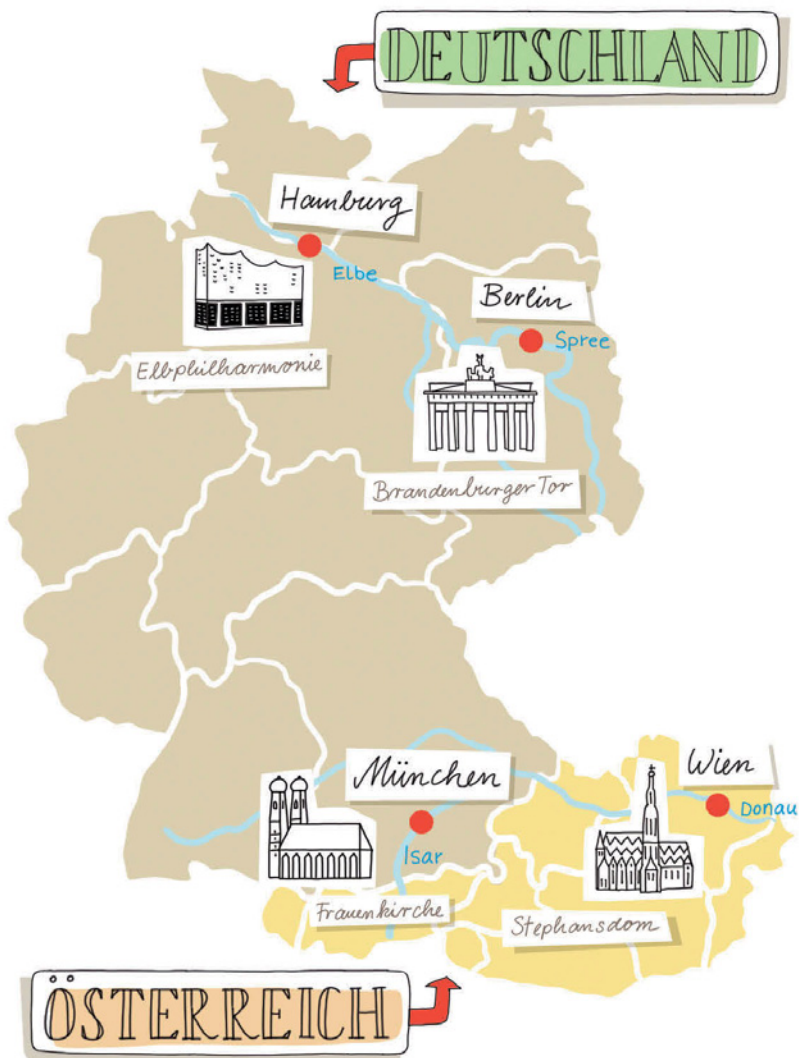 DEUTSCHLAND
Hamburg
Elbe
Elbphilharmonie
Berlin
Spree
Brandenburger Tor
München
Isar
Frauenkirche
Wien
Donau
Stephansdom
ÖSTERREICH